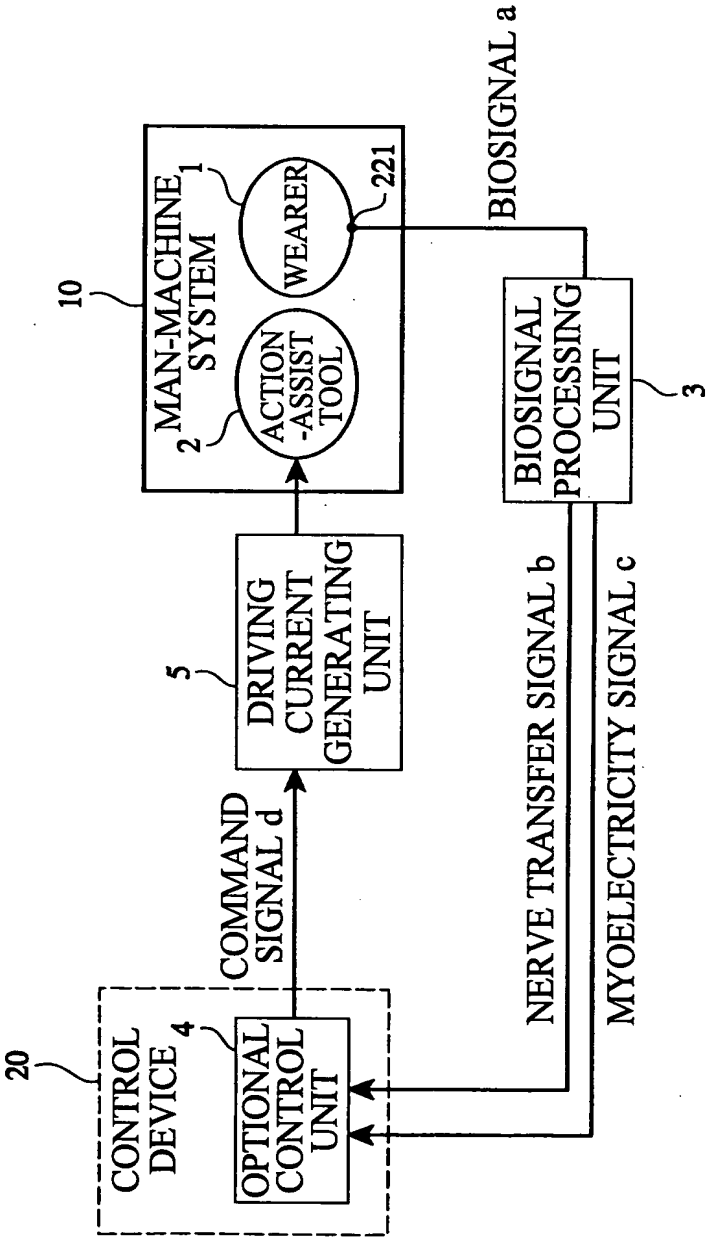 20
CONTROL
DEVICE
4
OPTIONAL
CONTROL
UNIT
COMMAND
SIGNAL d
5
DRIVING
CURRENT
GENERATING
UNIT
10
MAN-MACHINE
SYSTEM
2
ACTION
-ASSIST
TOOL
1
WEARER
221
BIOSIGNAL a
BIOSIGNAL
PROCESSING
UNIT
3
NERVE TRANSFER SIGNAL b
MYOELECTRICITY SIGNAL c